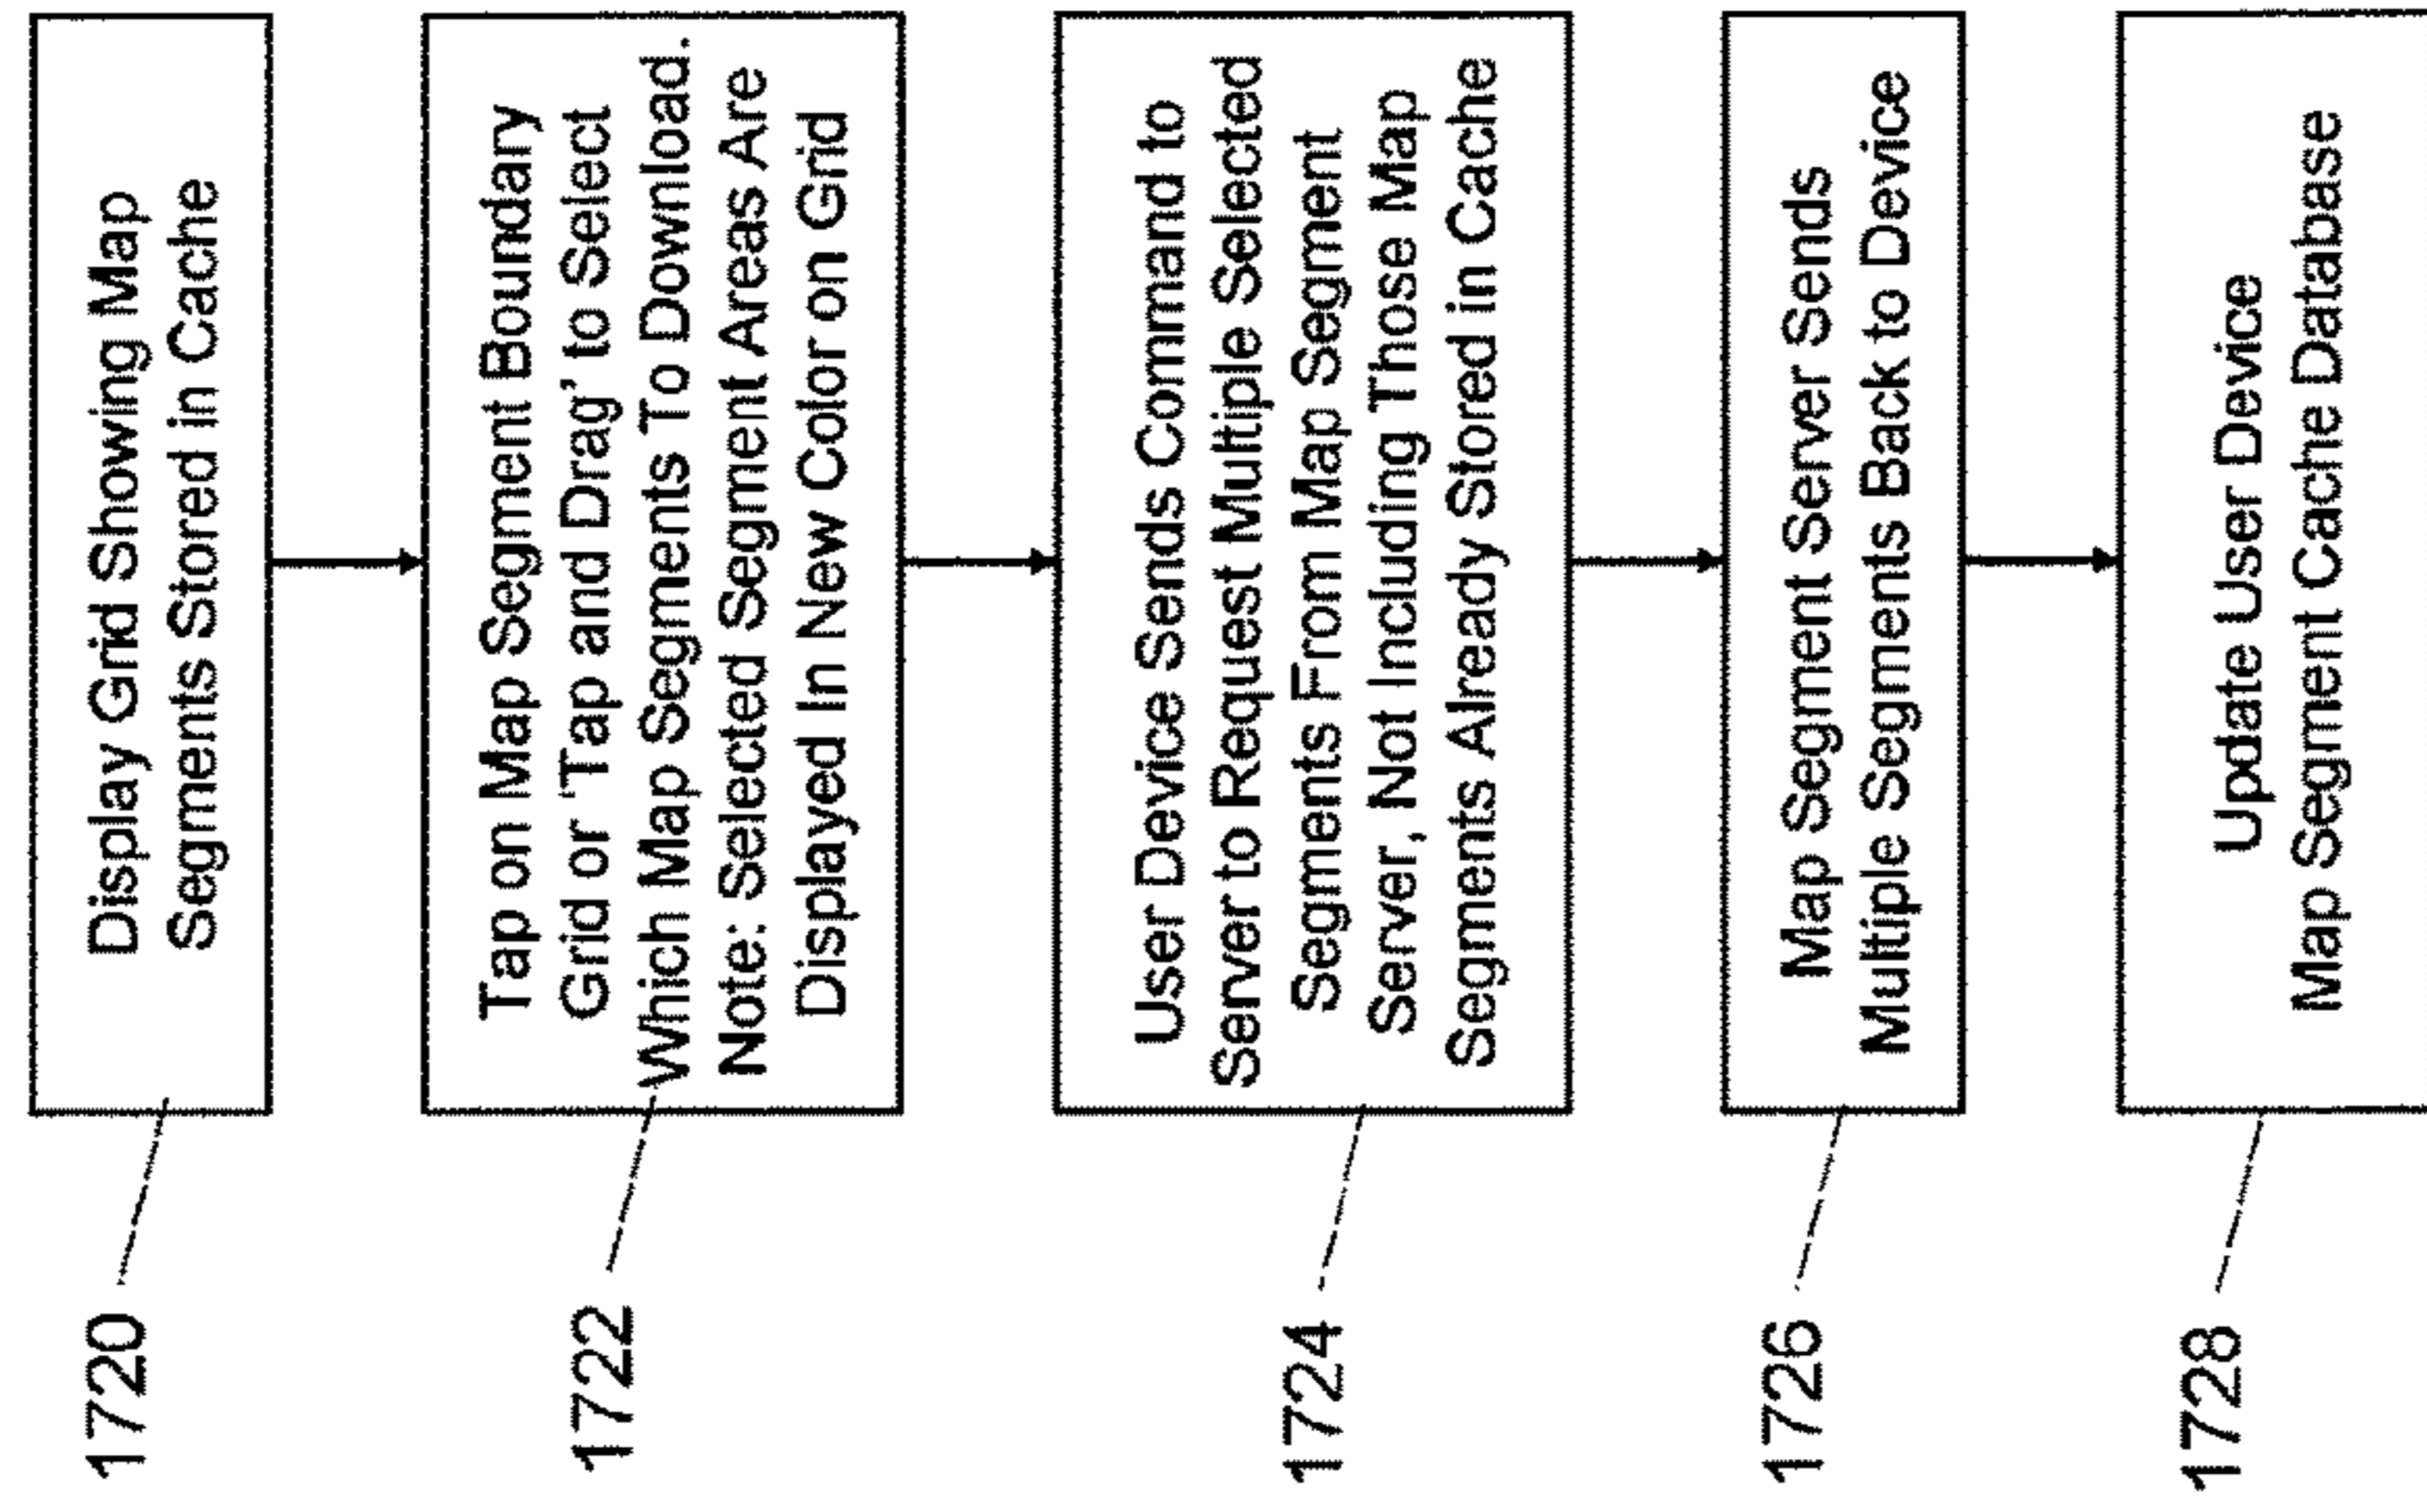 1720
Display Grid Showing Map
Segments Stored in Cache
1722
Tap on Map Segment Boundary
Grid or 'Tap and Drag' to Select
Which Map Segments To Download.
Note: Selected Segment Areas Are
Displayed In New Color on Grid
1724
User Device Sends Command to
Server to Request Multiple Selected
Segments From Map Segment
Server, Not Including Those Map
Segments Already Stored in Cache
1726
Map Segment Server Sends
Multiple Segments Back to Device
1728
Update User Device
Map Segment Cache Database